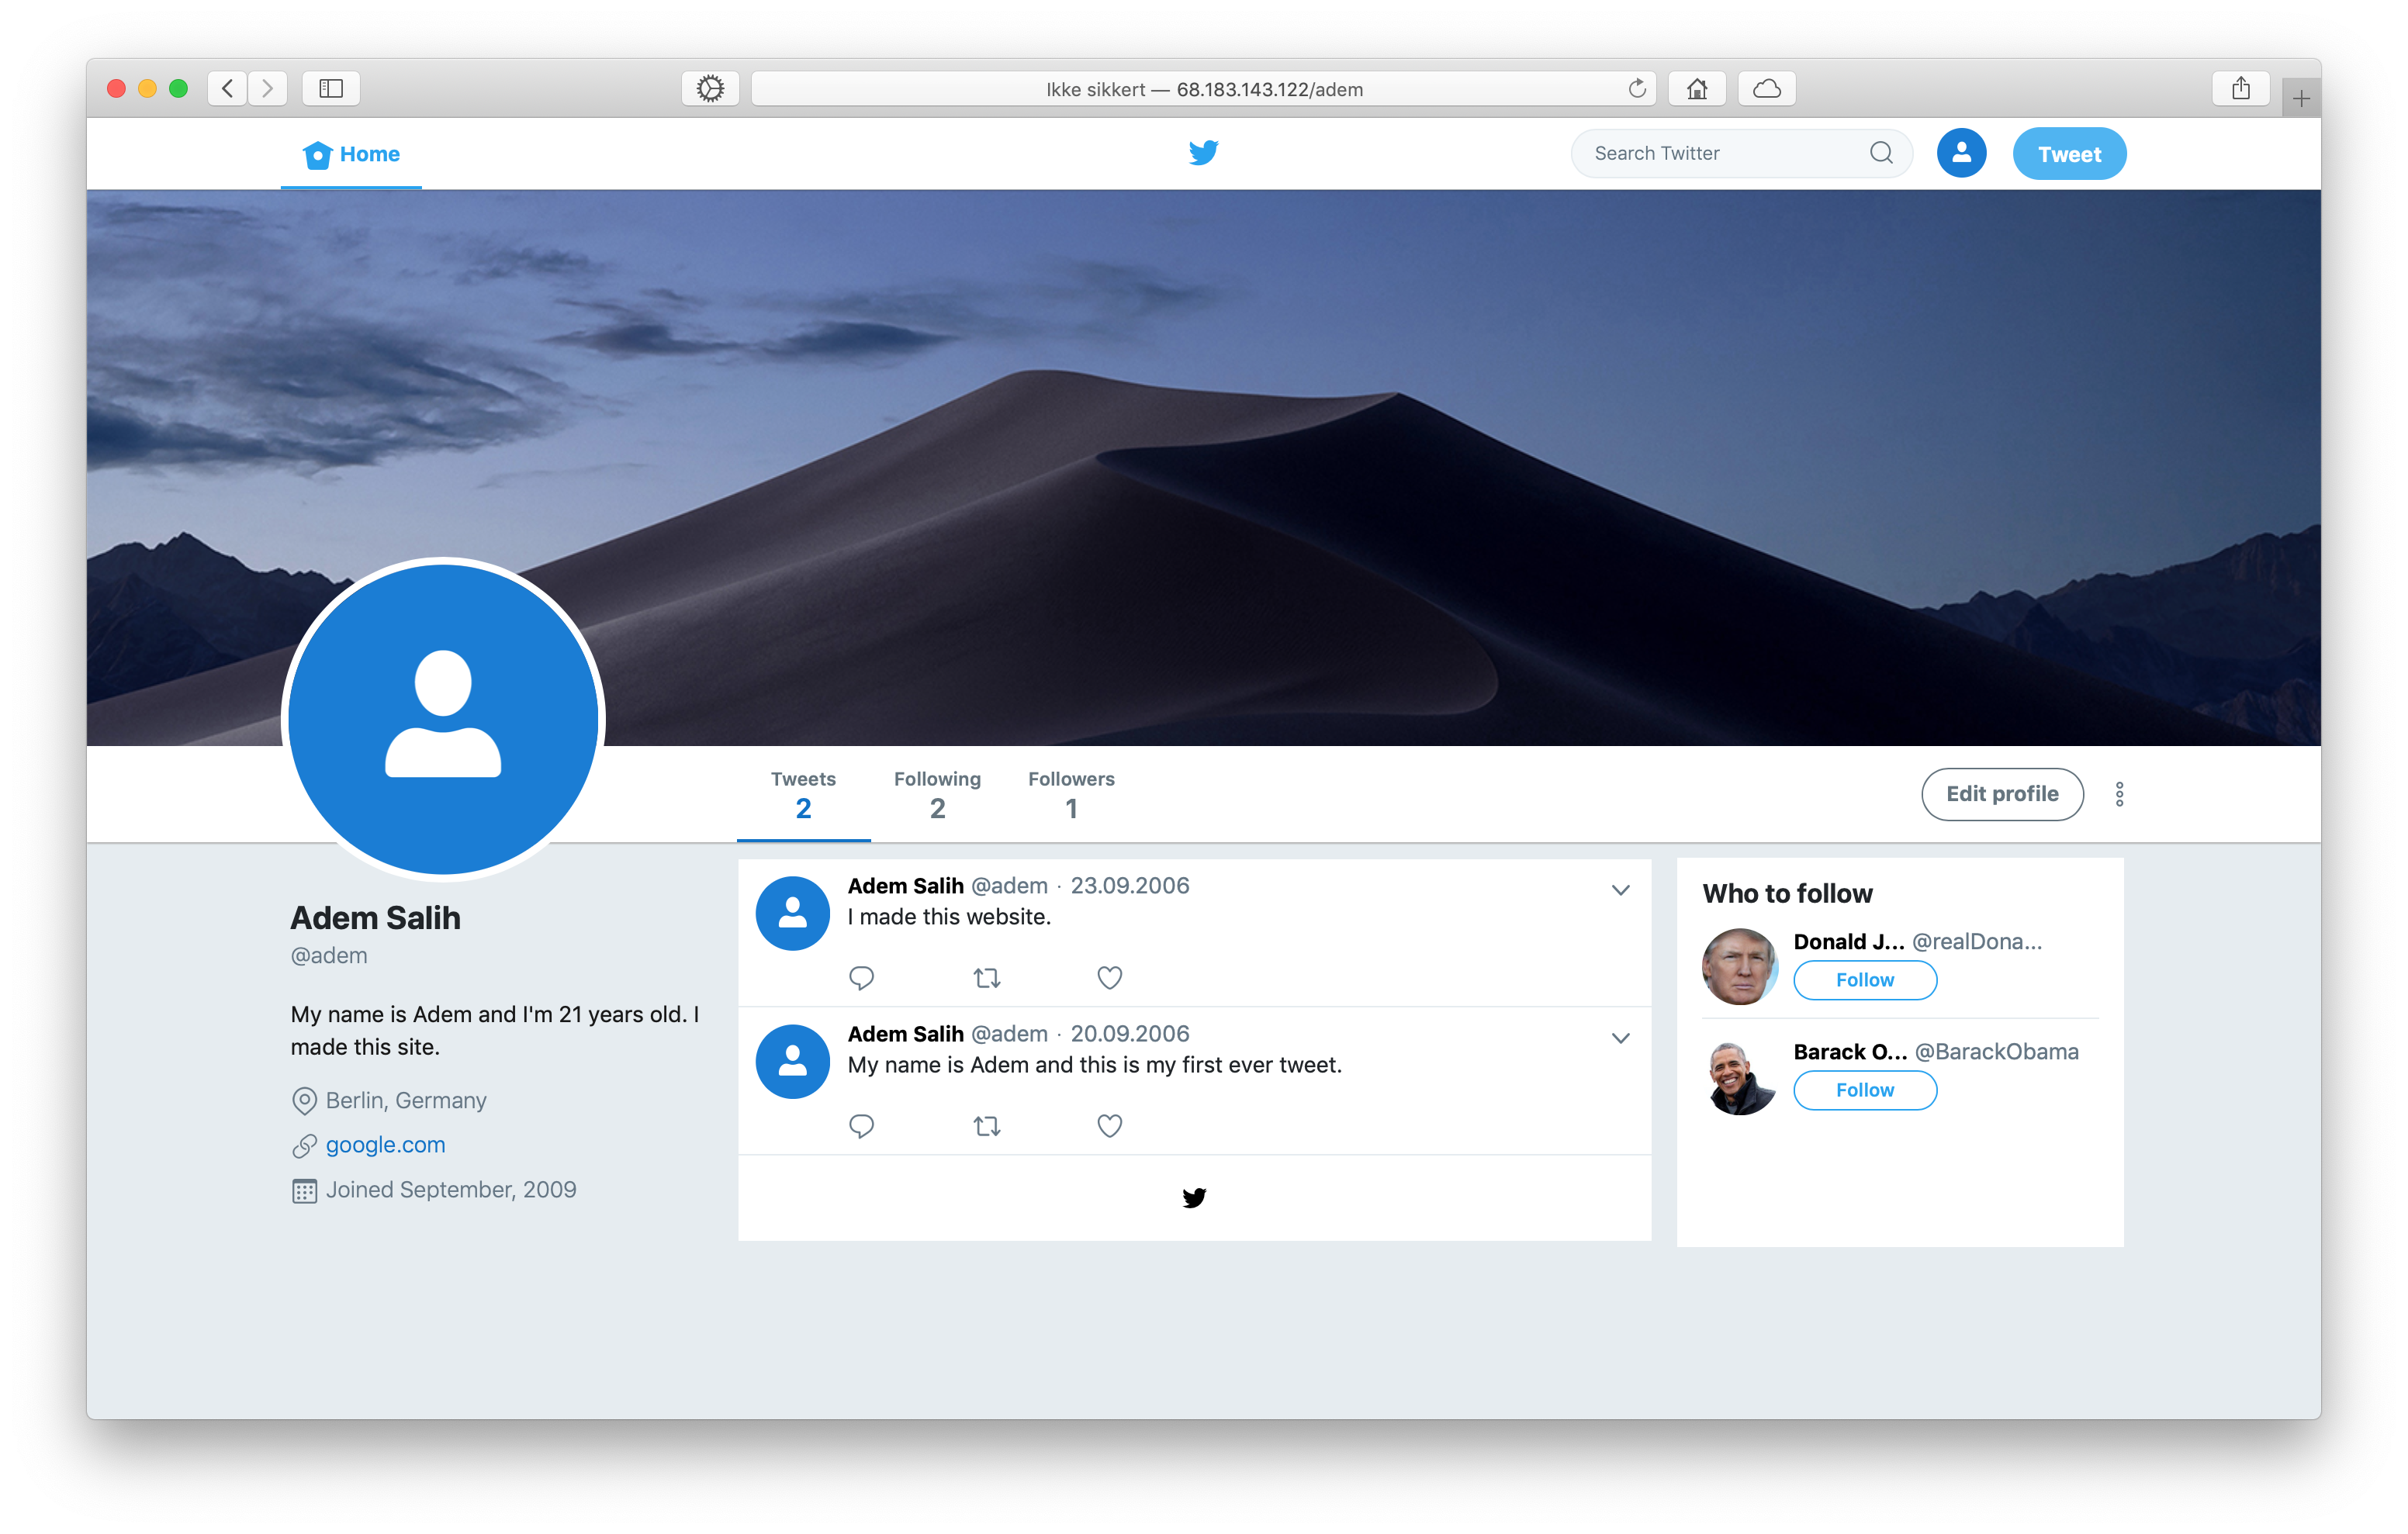 Ikke sikkert — 68.183.143.122/adem
Home
Search Twitter
Tweet
Tweets
2
Following
2
Followers
1
Edit profile
Adem Salih
@adem
My name is Adem and I'm 21 years old. I
made this site.
Berlin, Germany
google.com
Joined September, 2009
Adem Salih @adem · 23.09.2006
I made this website.
Adem Salih @adem · 20.09.2006
My name is Adem and this is my first ever tweet.
Who to follow
Donald J... @realDona...
Follow
Barack O... @BarackObama
Follow